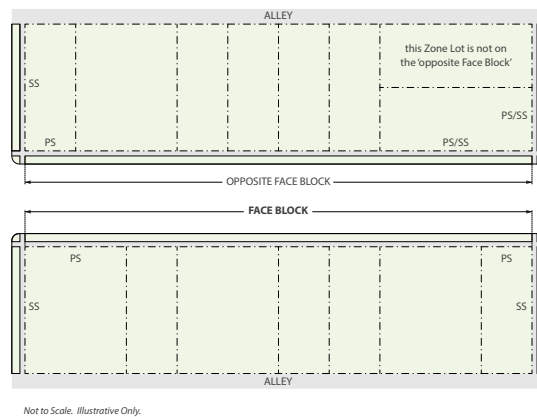 ALLEY
this Zone Lot is not on
the ‘opposite Face Block’
SS
PS/SS
PS
PS/SS
OPPOSITE FACE BLOCK
FACE BLOCK
PS
PS
SS
SS
ALLEY
Not to Scale. Illustrative Only.